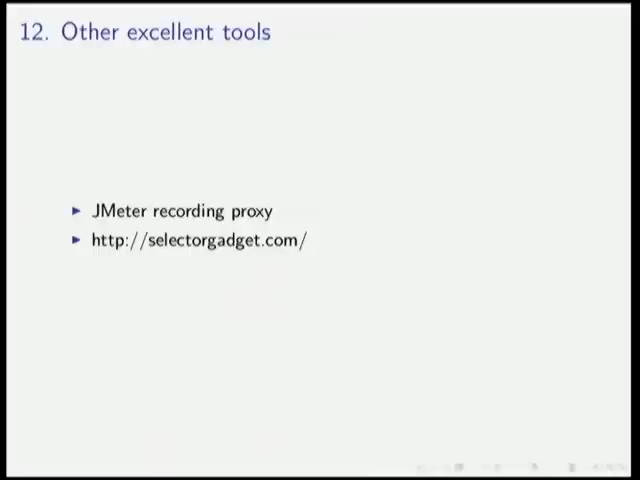 12. Other excellent tools
JMeter recording proxy
http://selectorgadget.com/